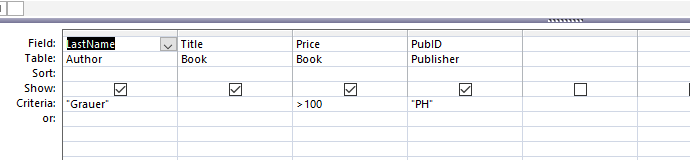 Field: LastName Title Price PubID
Table: Author Book Book Publisher
Sort:
Show:
Criteria: "Grauer" >100 "PH"
or: